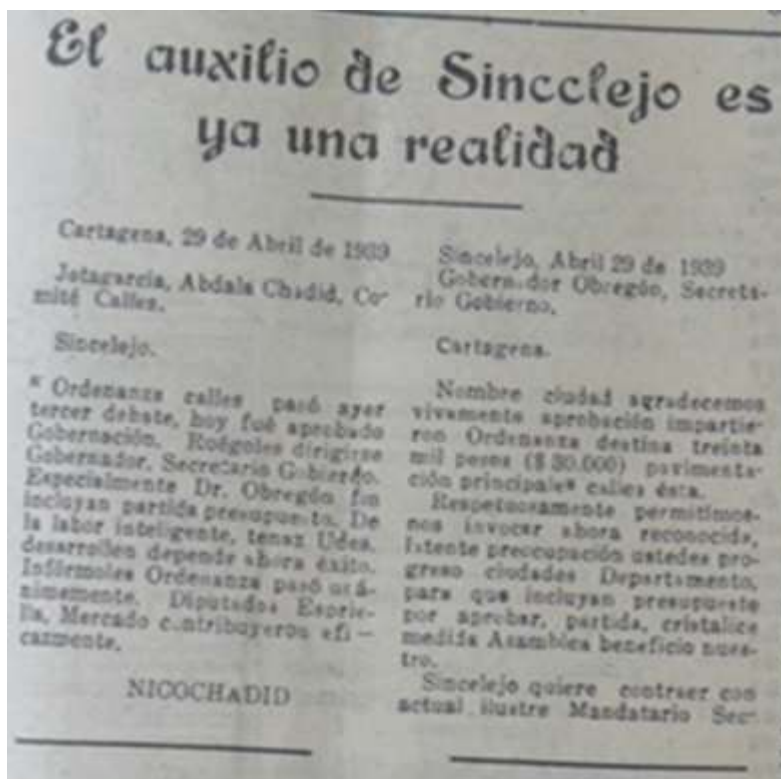 El auxilio de Sincclejo es
ya una realidad
Cartagena, 29 de Abril de 1939
Jotagarcia, Abdala Chadid, Co-
mité Calles.
Sincelejo.
Ordenanza calles pasó ayer
tercer debate, hoy fué aprobado
Gobernación. Ruégoles dirigirse
Gobernador, Secretario Gobierno.
Especialmente Dr. Obregón fin
incluyan partida presupuesto. De
la labor inteligente, tenaz Udes.
desarrollen depende ahora éxito.
Infórmoles Ordenanza pasó uná-
nimemente. Diputados Esprie-
lla, Mercado contribuyeron efi-
cazmente.
NICOCHADID
Sincelejo, Abril 29 de 1939
Gobernador Obregón, Secreta-
rio Gobierno.
Cartagena.
Nombre ciudad agradecemos
vivamente aprobación impartie-
ron Ordenanza destina treinta
mil pesos ($ 30.000) pavimenta-
ción principales calles ésta.
Respetuosamente permitimos-
nos invocar ahora reconocida,
latente preocupación ustedes pro-
greso ciudades Departamento,
para que incluyan presupuesto
por aprobar, partida, cristalice
medida Asamblea beneficio nues-
tro.
Sincelejo quiere contraer con
actual ilustre Mandatario Sec-